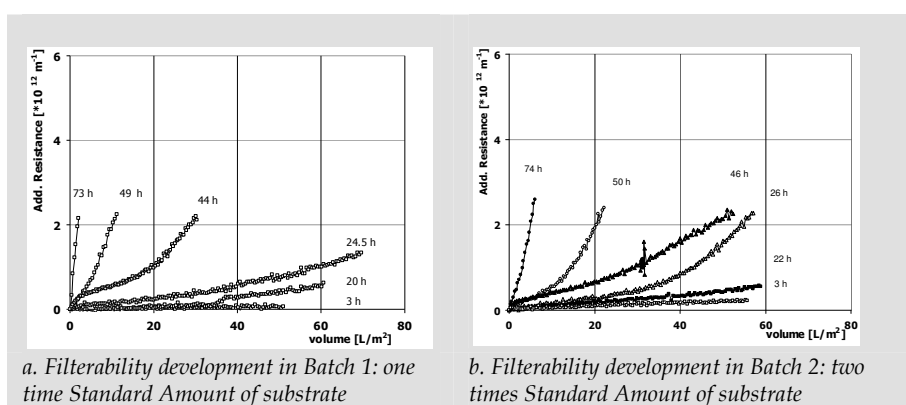 Add. Resistance [*10 12 m-1]
6
4
2
0
0
20
40
60
80
volume [L/m2]
73 h
49 h
44 h
24.5 h
20 h
3 h
a. Filterability development in Batch 1: one
time Standard Amount of substrate
Add. Resistance [*10 12 m-1]
6
4
2
0
0
20
40
60
80
volume [L/m2]
74 h
50 h
46 h
26 h
22 h
3 h
b. Filterability development in Batch 2: two
times Standard Amount of substrate